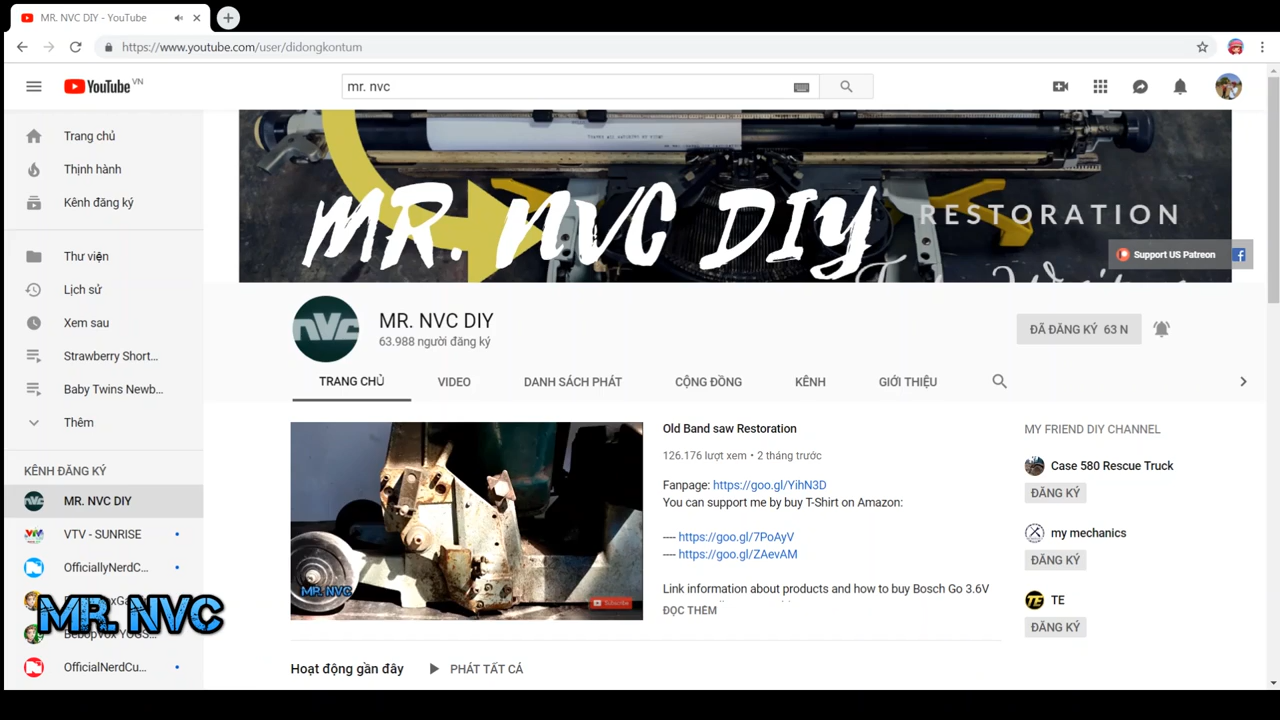 MR. NVC DIY - YouTube
https://www.youtube.com/user/didongkontum
YouTube VN
mr. nvc
Trang chủ
Thịnh hành
Kênh đăng ký
Thư viện
Lịch sử
Xem sau
Strawberry Short...
Baby Twins Newb...
Thêm
KÊNH ĐĂNG KÝ
MR. NVC DIY
VTV - SUNRISE
OfficiallyNerdC...
MR. NVC
OfficialNerdCu...
MR. NVC DIY
RESTORATION
Support US Patreon
nVc
MR. NVC DIY
63.988 người đăng ký
ĐÃ ĐĂNG KÝ 63 N
TRANG CHỦ
VIDEO
DANH SÁCH PHÁT
CỘNG ĐỒNG
KÊNH
GIỚI THIỆU
MR. NVC
Subscribe
Old Band saw Restoration
126.176 lượt xem • 2 tháng trước
Fanpage: https://goo.gl/YihN3D
You can support me by buy T-Shirt on Amazon:
---- https://goo.gl/7PoAyV
---- https://goo.gl/ZAevAM
Link information about products and how to buy Bosch Go 3.6V
ĐỌC THÊM
MY FRIEND DIY CHANNEL
Case 580 Rescue Truck
ĐĂNG KÝ
my mechanics
ĐĂNG KÝ
TE
ĐĂNG KÝ
Hoạt động gần đây
PHÁT TẤT CẢ